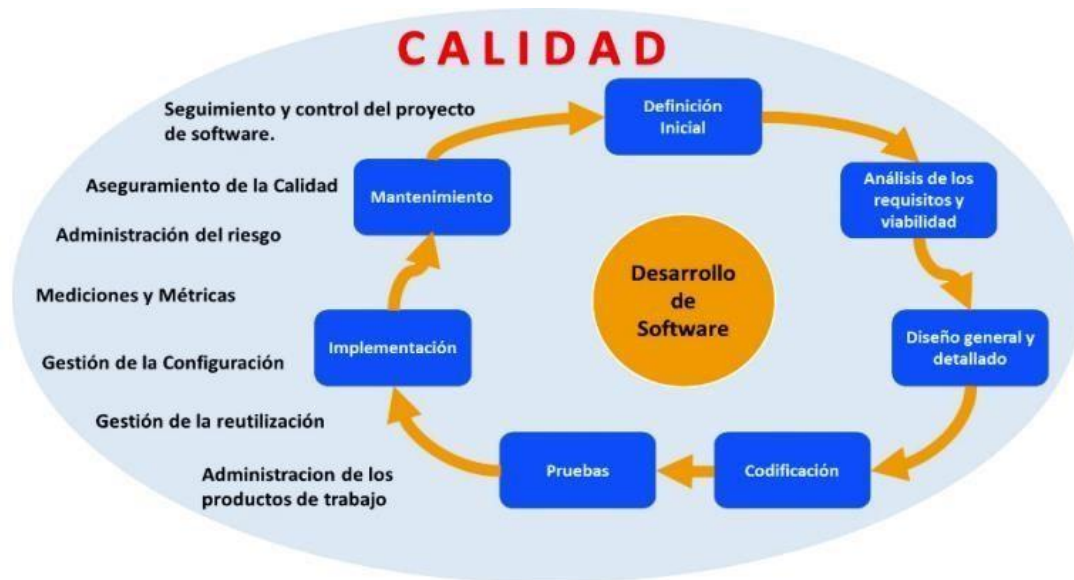 CALIDAD
Seguimiento y control del proyecto
de software.
Aseguramiento de la Calidad
Administración del riesgo
Mediciones y Métricas
Gestión de la Configuración
Gestión de la reutilización
Administracion de los
productos de trabajo
Definición
Inicial
Análisis de los
requisitos y
viabilidad
Diseño general y
detallado
Codificación
Pruebas
Implementación
Mantenimiento
Desarrollo
de
Software